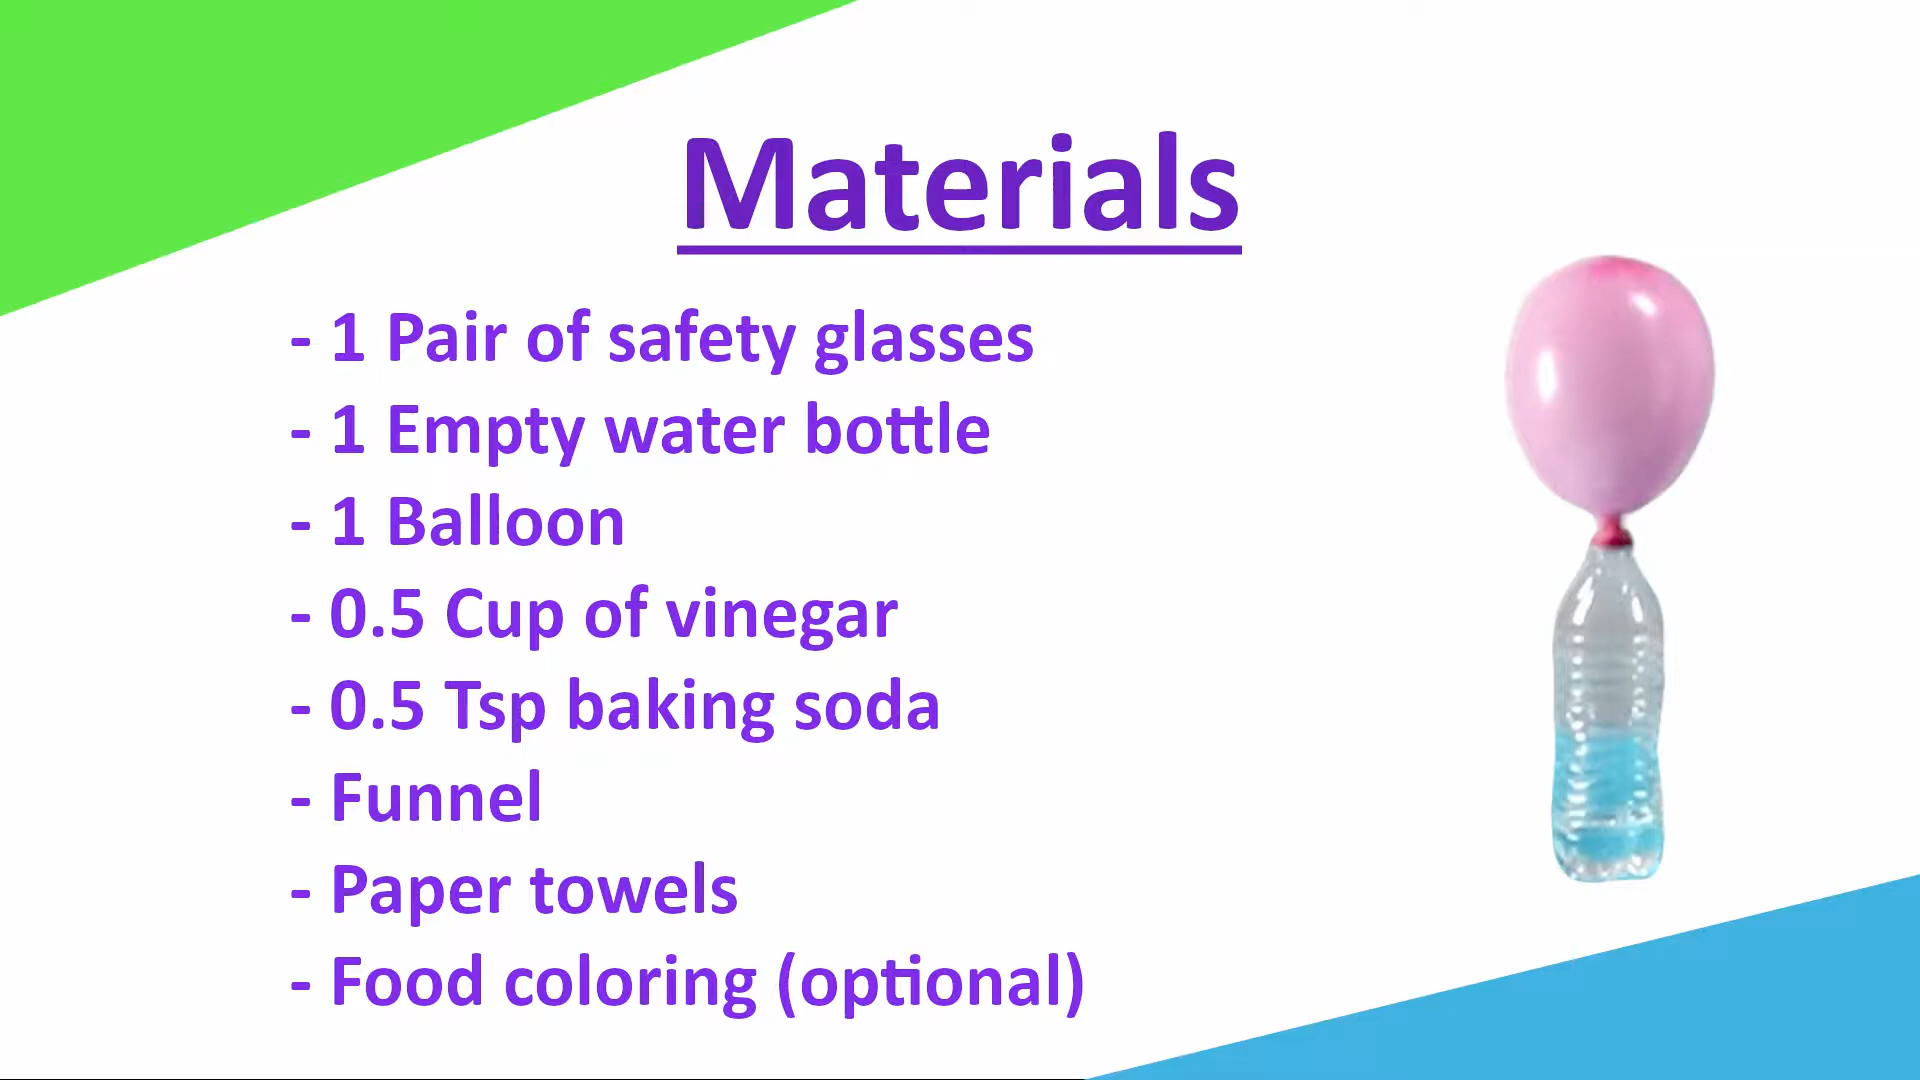 Materials
- 1 Pair of safety glasses
- 1 Empty water bottle
- 1 Balloon
- 0.5 Cup of vinegar
- 0.5 Tsp baking soda
- Funnel
- Paper towels
- Food coloring (optional)